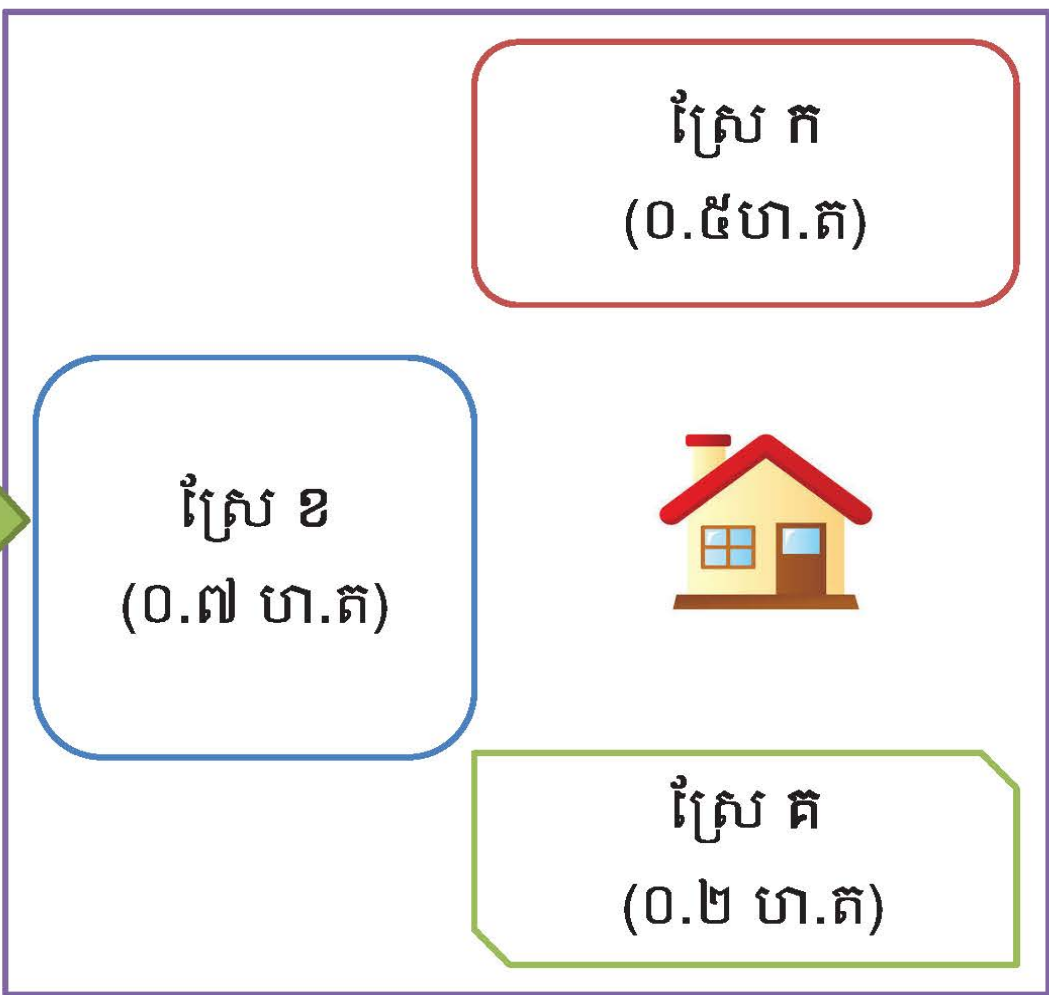 ស្រែ ក
(០.៥ហ.ត)
ស្រែ ខ
(០.៧ ហ.ត)
ស្រែ គ
(០.២ ហ.ត)